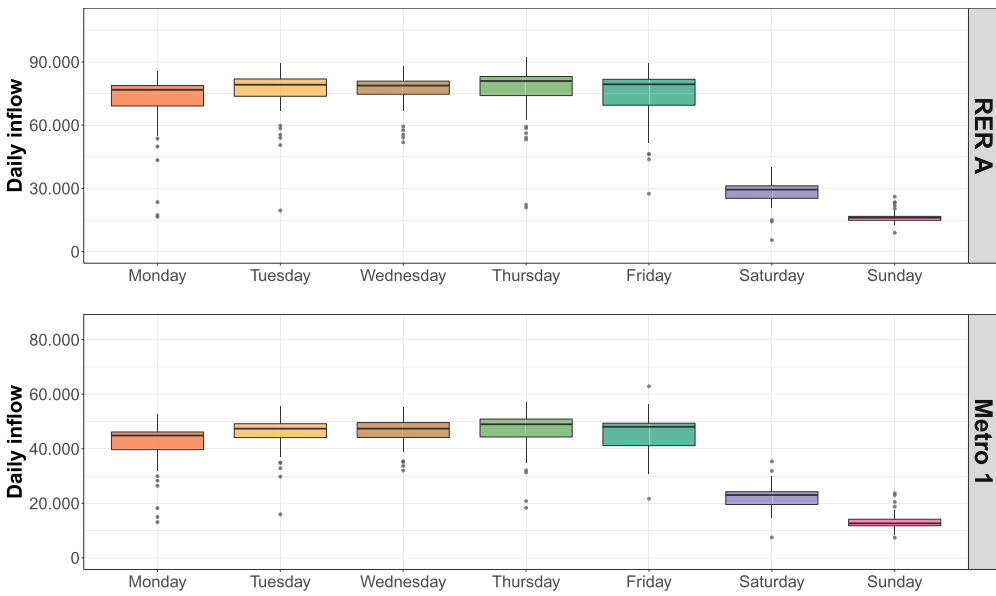 90.000
60.000
30.000
0
Daily inflow
RER A
Monday Tuesday Wednesday Thursday Friday Saturday Sunday
80.000
60.000
40.000
20.000
0
Daily inflow
Metro 1
Monday Tuesday Wednesday Thursday Friday Saturday Sunday